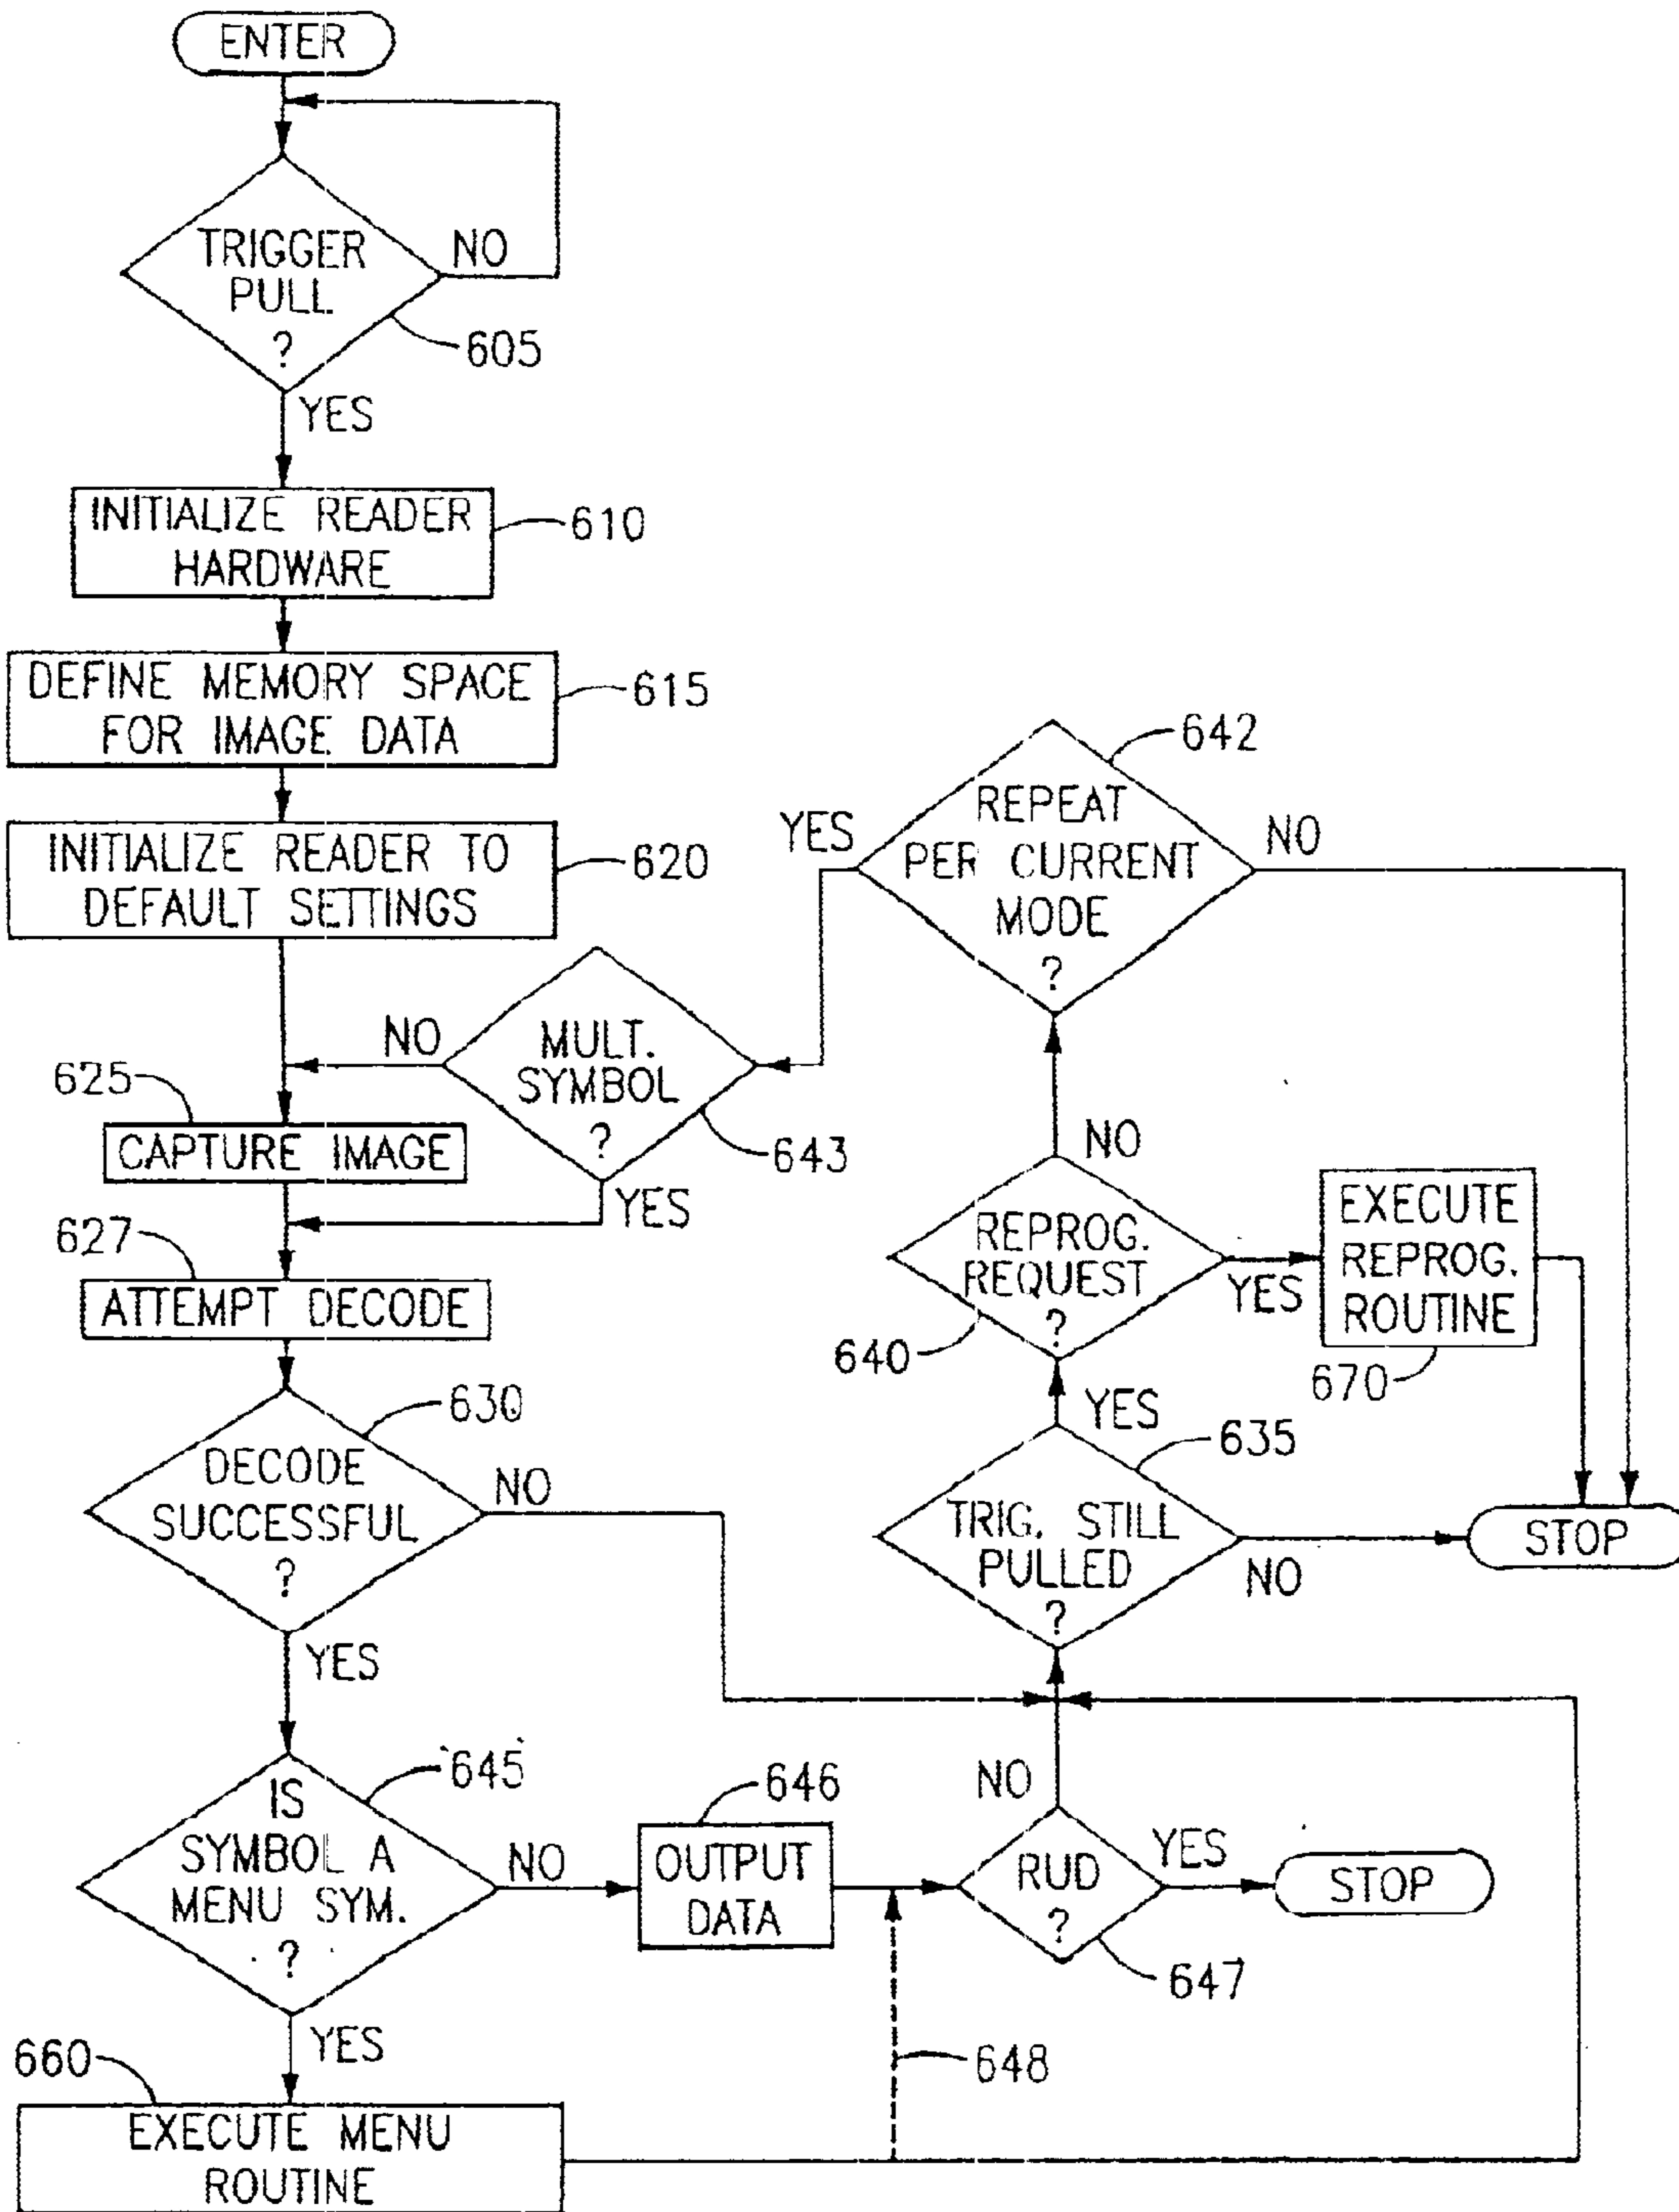 ENTER
TRIGGER
PULL
?
NO
605
YES
INITIALIZE READER
HARDWARE
610
DEFINE MEMORY SPACE
FOR IMAGE DATA
615
INITIALIZE READER TO
DEFAULT SETTINGS
620
625
CAPTURE IMAGE
627
ATTEMPT DECODE
630
DECODE
SUCCESSFUL
?
NO
YES
645
IS
SYMBOL A
MENU SYM.
?
NO
YES
660
EXECUTE MENU
ROUTINE
646
OUTPUT
DATA
648
RUD
?
647
YES
STOP
NO
635
TRIG. STILL
PULLED
?
NO
STOP
YES
REPROG.
REQUEST
?
640
YES
EXECUTE
REPROG.
ROUTINE
670
NO
642
REPEAT
PER CURRENT
MODE
?
NO
YES
MULT.
SYMBOL
?
643
NO
YES